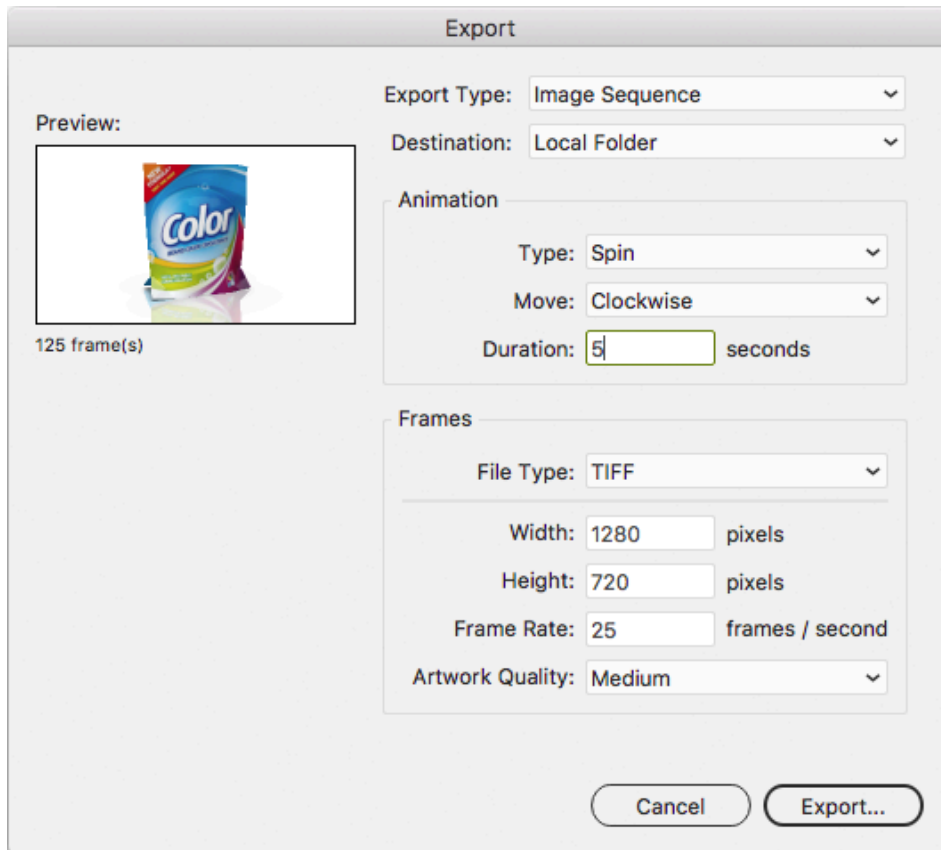 Export
Export Type: Image Sequence
Destination: Local Folder
Preview:
NEW
FORMULA
Color
125 frame(s)
Animation
Type: Spin
Move: Clockwise
Duration: 5 seconds
Frames
File Type: TIFF
Width: 1280 pixels
Height: 720 pixels
Frame Rate: 25 frames / second
Artwork Quality: Medium
Cancel Export...